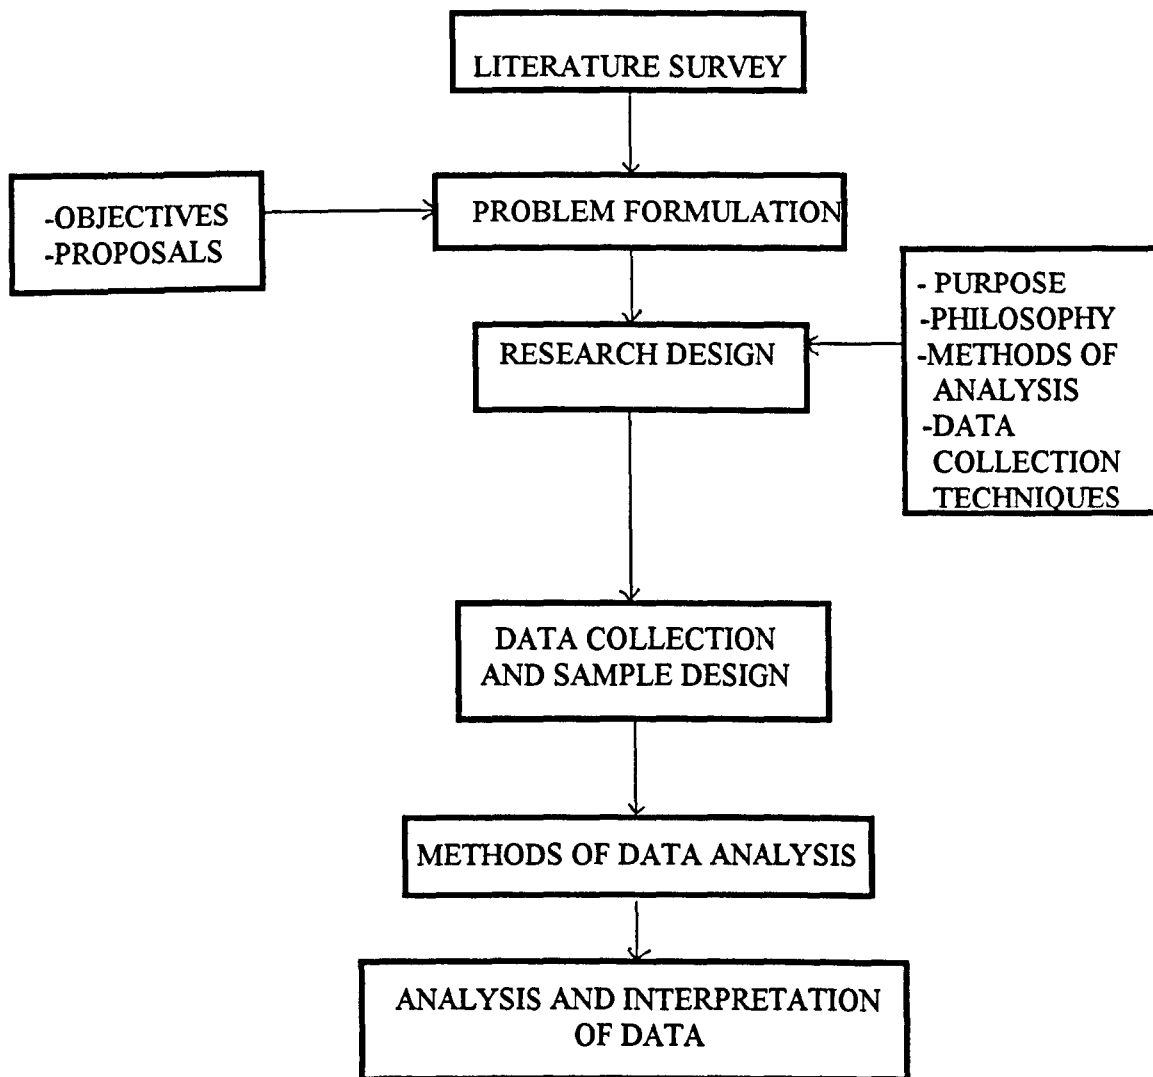 LITERATURE SURVEY
-OBJECTIVES
-PROPOSALS
PROBLEM FORMULATION
- PURPOSE
-PHILOSOPHY
-METHODS OF
ANALYSIS
-DATA
COLLECTION
TECHNIQUES
RESEARCH DESIGN
DATA COLLECTION
AND SAMPLE DESIGN
METHODS OF DATA ANALYSIS
ANALYSIS AND INTERPRETATION
OF DATA